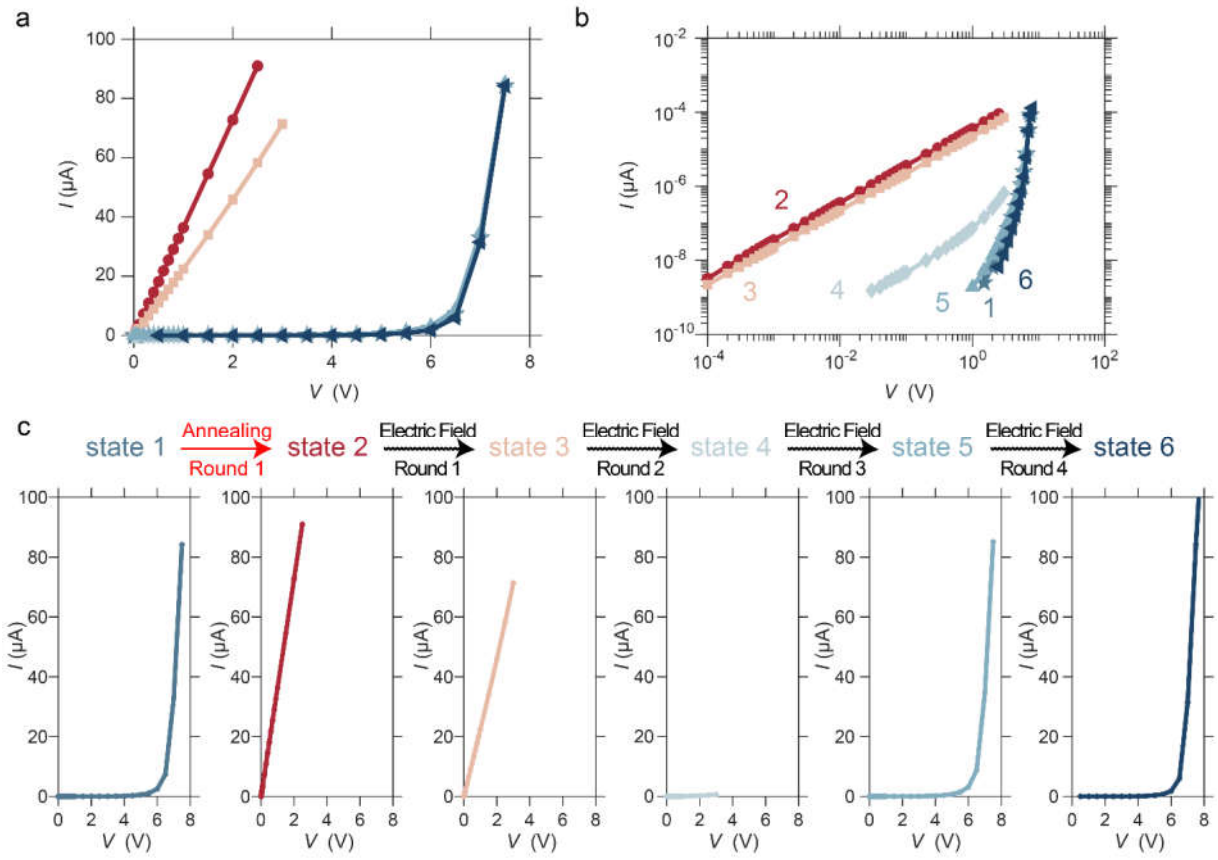 a
b
100
80
60
40
20
0
I (μA)
0
2
4
6
8
V (V)
10-2
10-4
10-6
10-8
10-10
I (μA)
2
3
4
5
1
6
10-4
10-2
100
102
V (V)
c
state 1
Annealing
Round 1
state 2
Electric Field
Round 1
state 3
Electric Field
Round 2
state 4
Electric Field
Round 3
state 5
Electric Field
Round 4
state 6
100
80
60
40
20
0
I (μA)
0 2 4 6 8
V (V)
100
80
60
40
20
0
I (μA)
0 2 4 6 8
V (V)
100
80
60
40
20
0
I (μA)
0 2 4 6 8
V (V)
100
80
60
40
20
0
I (μA)
0 2 4 6 8
V (V)
100
80
60
40
20
0
I (μA)
0 2 4 6 8
V (V)
100
80
60
40
20
0
I (μA)
0 2 4 6 8
V (V)